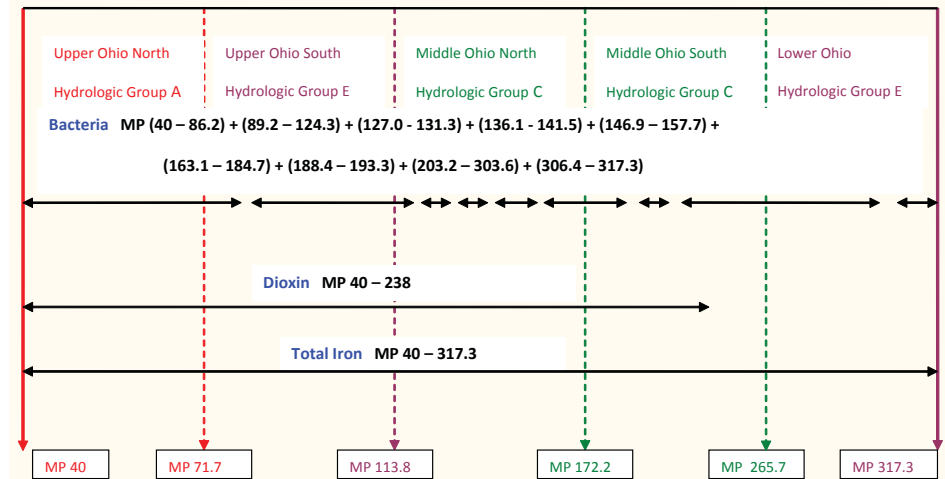 Upper Ohio North
Hydrologic Group A
Upper Ohio South
Hydrologic Group E
Middle Ohio North
Hydrologic Group C
Middle Ohio South
Hydrologic Group C
Lower Ohio
Hydrologic Group E
Bacteria MP (40 – 86.2) + (89.2 – 124.3) + (127.0 - 131.3) + (136.1 - 141.5) + (146.9 – 157.7) +
(163.1 – 184.7) + (188.4 – 193.3) + (203.2 – 303.6) + (306.4 – 317.3)
Dioxin MP 40 – 238
Total Iron MP 40 – 317.3
MP 40
MP 71.7
MP 113.8
MP 172.2
MP 265.7
MP 317.3